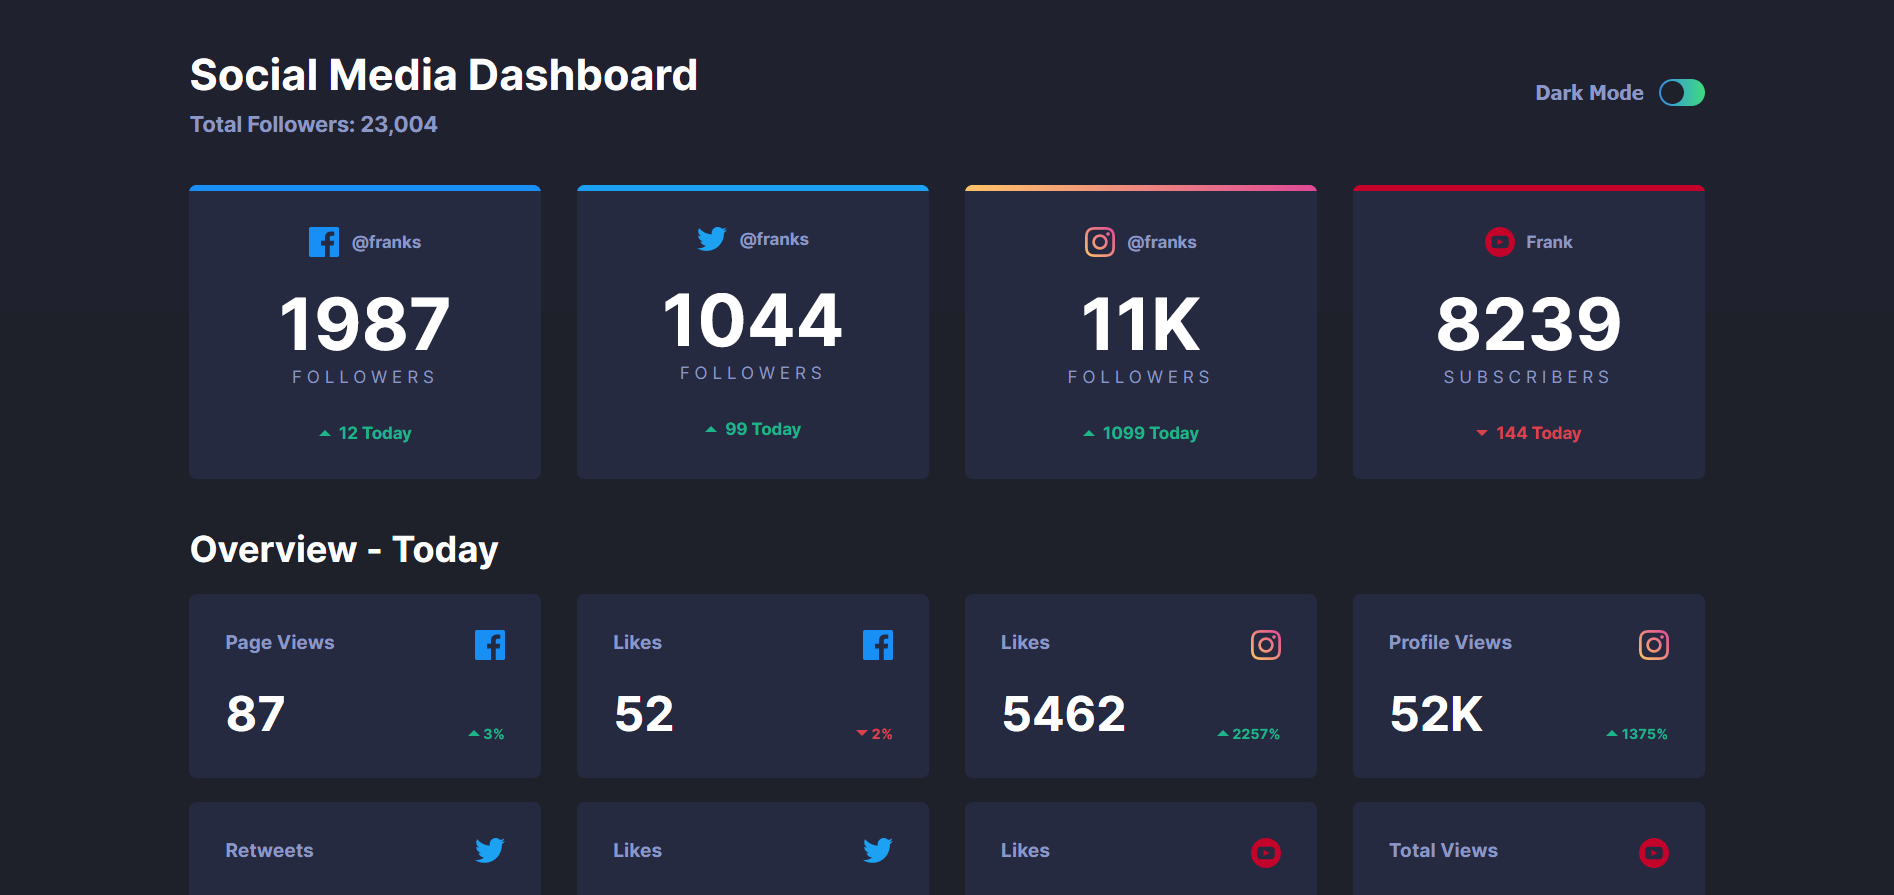 Social Media Dashboard
Total Followers: 23,004
Dark Mode
@franks
1987
FOLLOWERS
12 Today
@franks
1044
FOLLOWERS
99 Today
@franks
11K
FOLLOWERS
1099 Today
Frank
8239
SUBSCRIBERS
144 Today
Overview - Today
Page Views
87
3%
Likes
52
2%
Likes
5462
2257%
Profile Views
52K
1375%
Retweets
Likes
Likes
Total Views